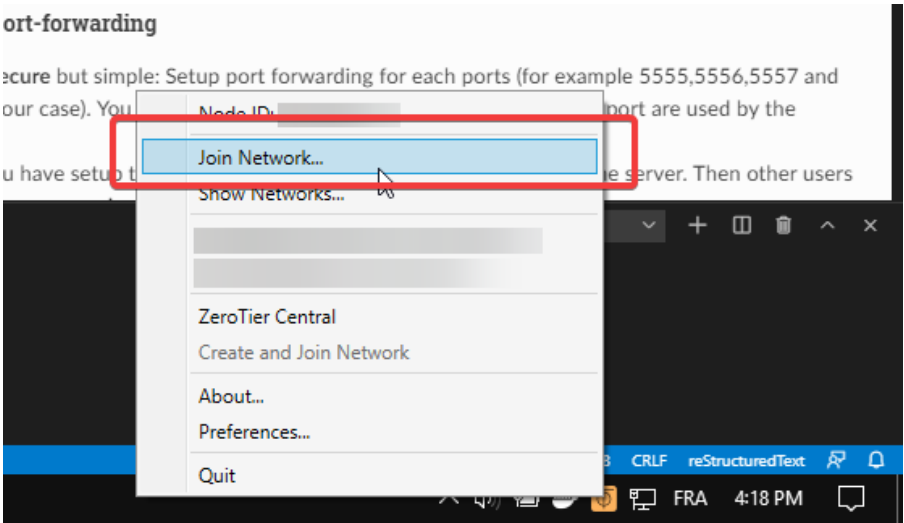 ort-forwarding
ecure but simple: Setup port forwarding for each ports (for example 5555,5556,5557 and
our case). You port are used by the
Node ID:
Join Network...
u have setup t e server. Then other users
Show Networks...
ZeroTier Central
Create and Join Network
About...
Preferences...
CRLF reStructuredText
Quit
FRA 4:18 PM